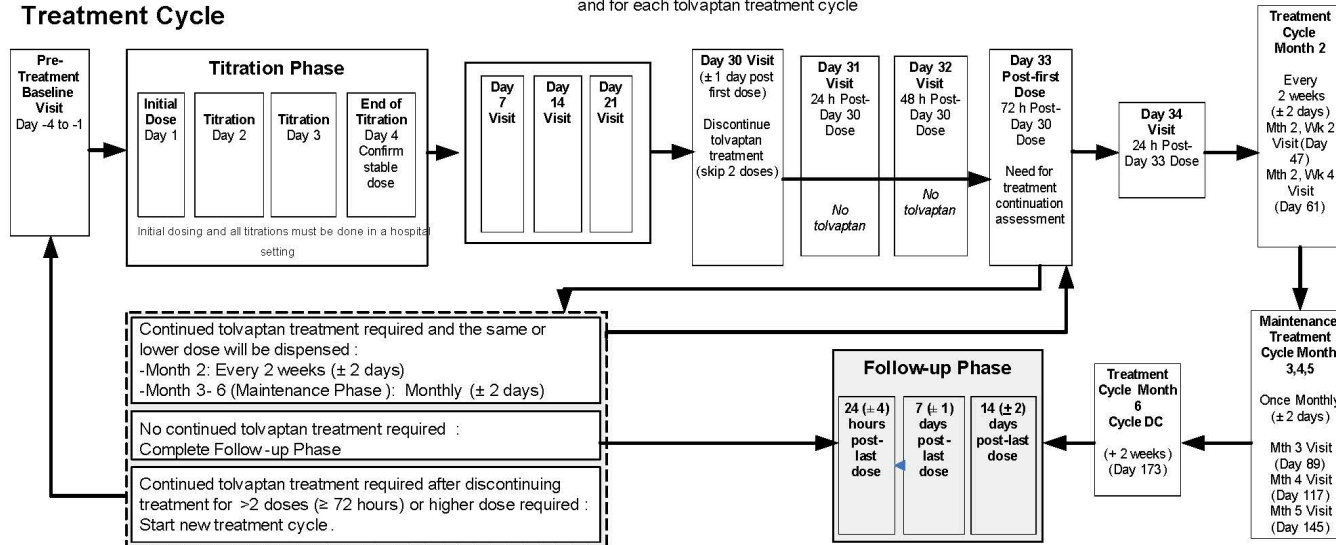 and for each tolvaptan treatment cycle
Treatment Cycle
Pre-
Treatment
Baseline
Visit
Day -4 to -1
Titration Phase
Initial
Dose
Day 1
Titration
Day 2
Titration
Day 3
End of
Titration
Day 4
Confirm
stable
dose
Initial dosing and all titrations must be done in a hospital
setting
Day
7
Visit
Day
14
Visit
Day
21
Visit
Day 30 Visit
(± 1 day post
first dose)
Discontinue
tolvaptan
treatment
(skip 2 doses)
Day 31
Visit
24 h Post-
Day 30
Dose
No
tolvaptan
Day 32
Visit
48 h Post-
Day 30
Dose
No
tolvaptan
Day 33
Post-first
Dose
72 h Post-
Day 30
Dose
Need for
treatment
continuation
assessment
Day 34
Visit
24 h Post-
Day 33 Dose
Treatment
Cycle
Month 2
Every
2 weeks
(± 2 days)
Mth 2, Wk 2
Visit (Day
47)
Mth 2, Wk 4
Visit
(Day 61)
Continued tolvaptan treatment required and the same or
lower dose will be dispensed :
-Month 2: Every 2 weeks (± 2 days)
-Month 3- 6 (Maintenance Phase ): Monthly (± 2 days)
No continued tolvaptan treatment required :
Complete Follow -up Phase
Continued tolvaptan treatment required after discontinuing
treatment for >2 doses (≥ 72 hours) or higher dose required :
Start new treatment cycle .
Follow-up Phase
24 (± 4)
hours
post-
last
dose
7 (± 1)
days
post-
last
dose
14 (± 2)
days
post-last
dose
Treatment
Cycle Month
6
Cycle DC
(+ 2 weeks)
(Day 173)
Maintenance
Treatment
Cycle Month
3,4,5
Once Monthly
(± 2 days)
Mth 3 Visit
(Day 89)
Mth 4 Visit
(Day 117)
Mth 5 Visit
(Day 145)